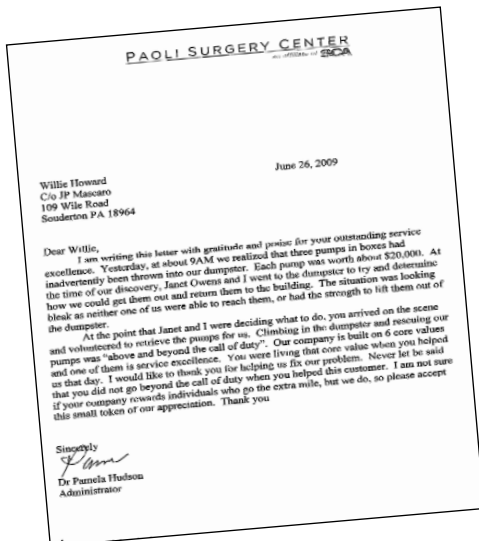 PAOLI SURGERY CENTER
an affiliate of SCA
June 26, 2009
Willie Howard
C/o JP Mascaro
109 Wile Road
Souderton PA 18964
Dear Willie,
I am writing this letter with gratitude and praise for your outstanding service
excellence. Yesterday, at about 9AM we realized that three pumps in boxes had
inadvertently been thrown into our dumpster. Each pump was worth about $20,000. At
the time of our discovery, Janet Owens and I went to the dumpster to try and determine
how we could get them out and return them to the building. The situation was looking
bleak as neither one of us were able to reach them, or had the strength to lift them out of
the dumpster.
At the point that Janet and I were deciding what to do, you arrived on the scene
and volunteered to retrieve the pumps for us. Climbing in the dumpster and rescuing our
pumps was "above and beyond the call of duty". Our company is built on 6 core values
and one of them is service excellence. You were living that core value when you helped
us that day. I would like to thank you for helping us fix our problem. Never let be said
that you did not go beyond the call of duty when you helped this customer. I am not sure
if your company rewards individuals who go the extra mile, but we do, so please accept
this small token of our appreciation. Thank you
Sincerely
Pam
Dr Pamela Hudson
Administrator